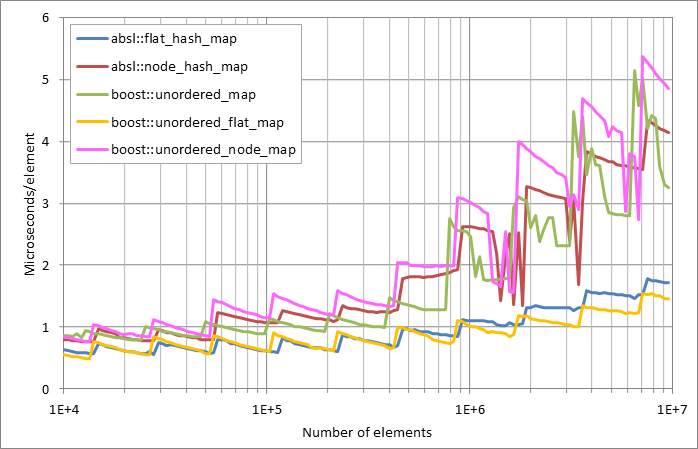 6
5
4
3
2
1
0
Microseconds/element
absl::flat_hash_map
absl::node_hash_map
boost::unordered_map
boost::unordered_flat_map
boost::unordered_node_map
1E+4 1E+5 1E+6 1E+7
Number of elements